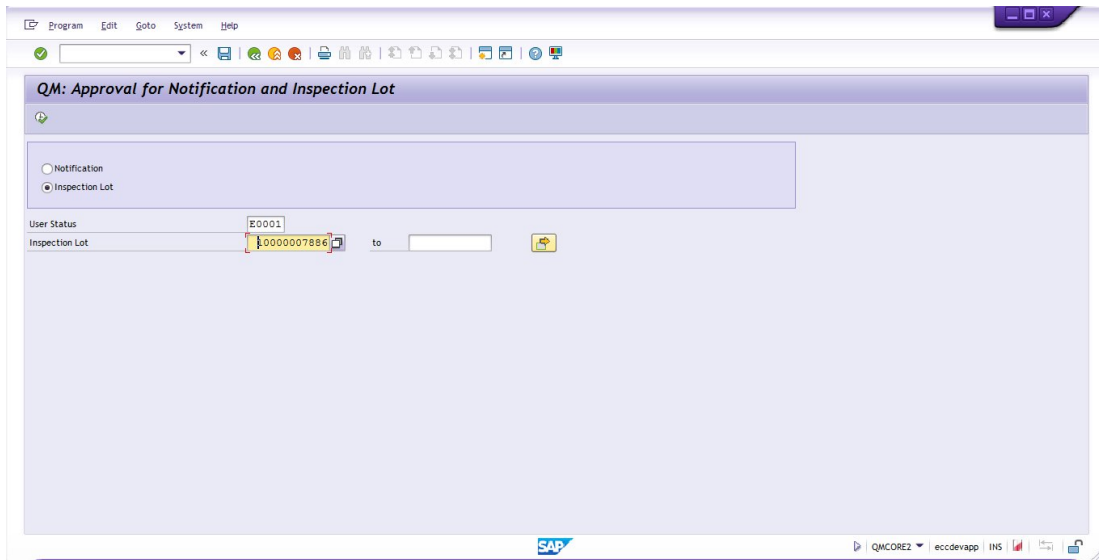 Program Edit Goto System Help
QM: Approval for Notification and Inspection Lot
Notification
Inspection Lot
User Status E0001
Inspection Lot 10000007886 to
SAP QMCORE2 eccdevapp INS